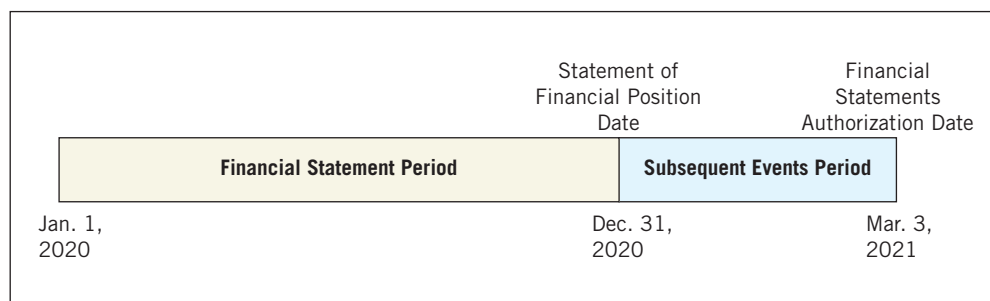 Statement of
Financial Position
Date
Financial
Statements
Authorization Date
Financial Statement Period
Subsequent Events Period
Jan. 1,
2020
Dec. 31,
2020
Mar. 3,
2021